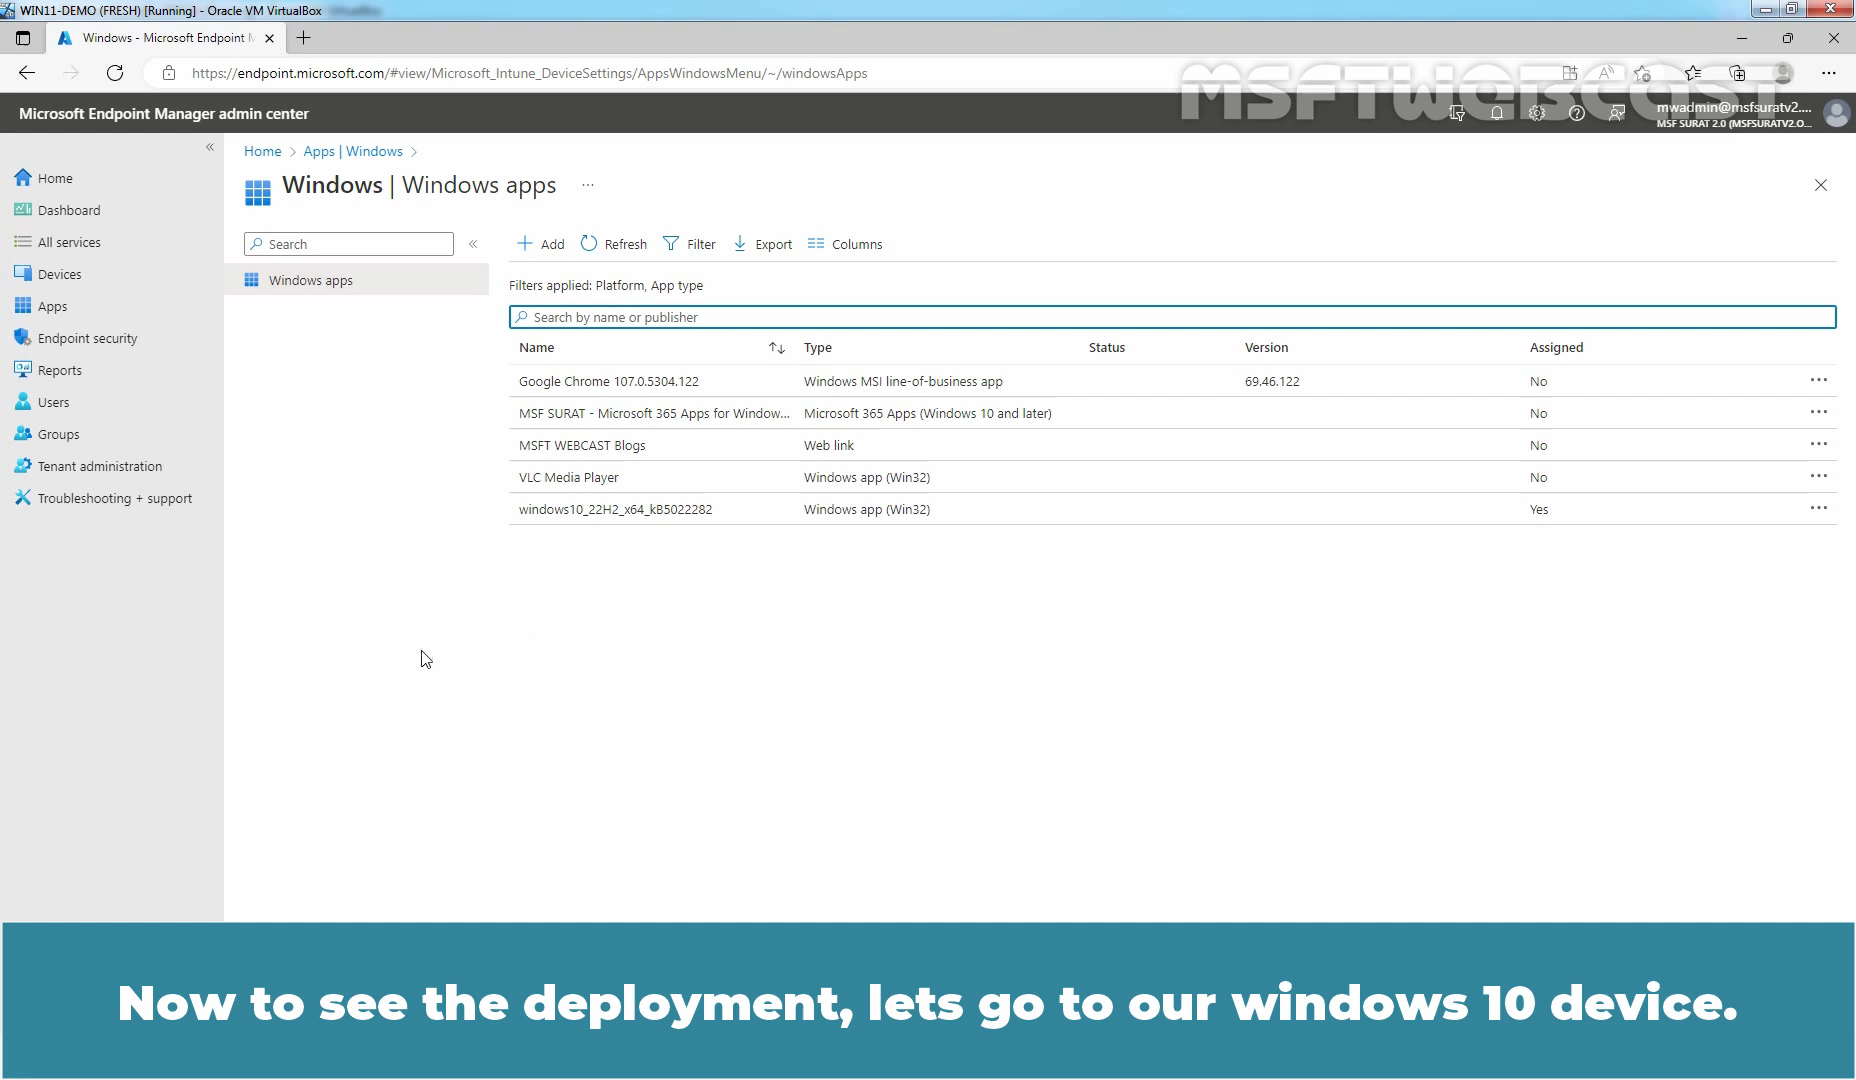 WIN11-DEMO (FRESH) [Running] - Oracle VM VirtualBox
Windows - Microsoft Endpoint M
https://endpoint.microsoft.com/#view/Microsoft_Intune_DeviceSettings/AppsWindowsMenu/~/windowsApps
MSFTWEBCAST
Microsoft Endpoint Manager admin center
mwadmin@msfsuratv2....
MSF SURAT 2.0 (MSFSURATV2.O...
Home > Apps | Windows >
Windows | Windows apps ...
Home
Dashboard
All services
Devices
Apps
Endpoint security
Reports
Users
Groups
Tenant administration
Troubleshooting + support
Search
Windows apps
Add Refresh Filter Export Columns
Filters applied: Platform, App type
Search by name or publisher
Name Type Status Version Assigned
Google Chrome 107.0.5304.122 Windows MSI line-of-business app 69.46.122 No
MSF SURAT - Microsoft 365 Apps for Window... Microsoft 365 Apps (Windows 10 and later) No
MSFT WEBCAST Blogs Web link No
VLC Media Player Windows app (Win32) No
windows10_22H2_x64_kB5022282 Windows app (Win32) Yes
Now to see the deployment, lets go to our windows 10 device.